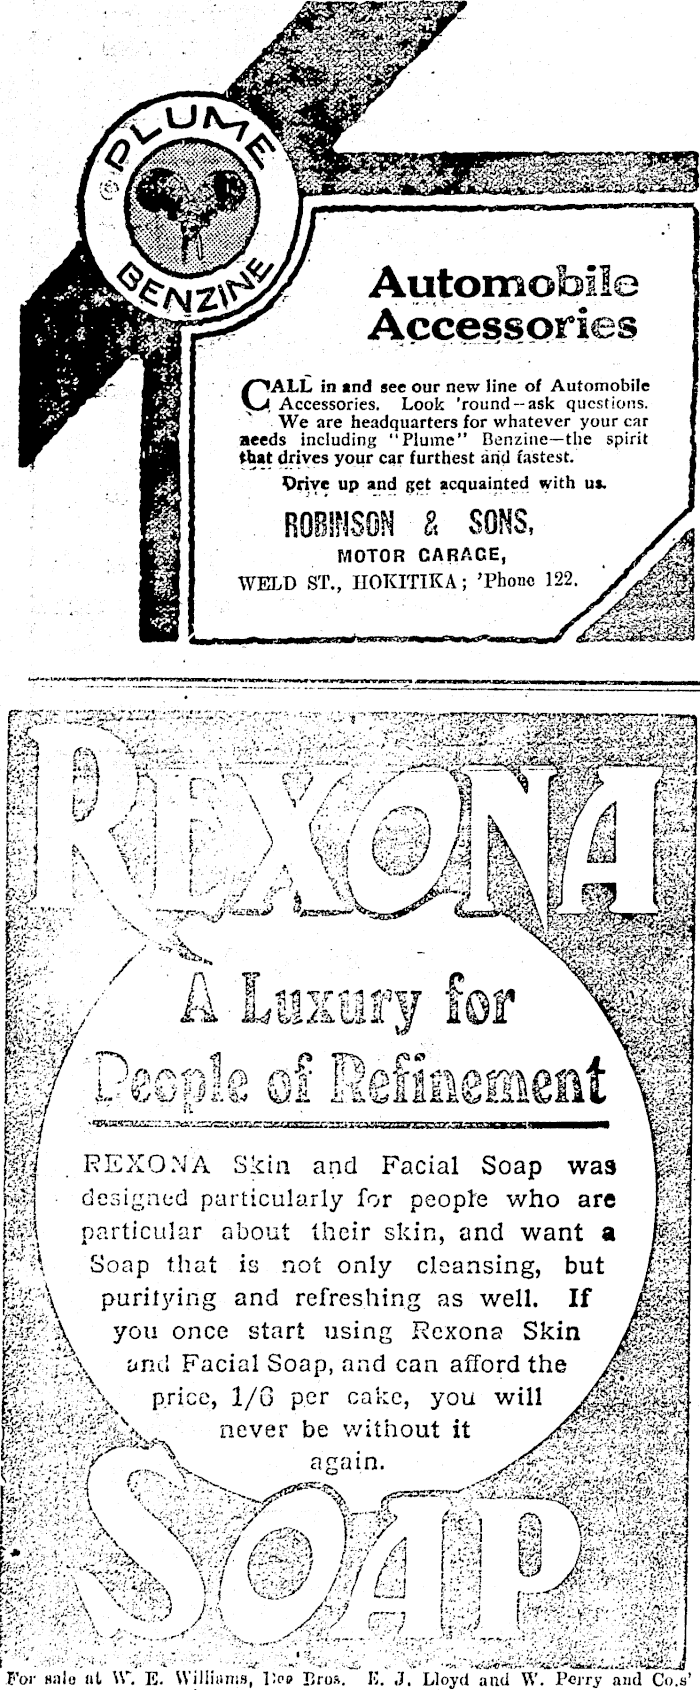 PLUME
BENZINE
Automobile
Accessories
CALL in and see our new line of Automobile
Accessories. Look 'round—ask questions.
We are headquarters for whatever your car
needs including "Plume" Benzine—the spirit
that drives your car furthest and fastest.
Drive up and get acquainted with us.
ROBINSON & SONS,
MOTOR GARAGE,
WELD ST., HOKITIKA; 'Phone 122.
REXONA
A Luxury for
People of Refinement
REXONA Skin and Facial Soap was
designed particularly for people who are
particular about their skin, and want a
Soap that is not only cleansing, but
purifying and refreshing as well. If
you once start using Rexona Skin
and Facial Soap, and can afford the
price, 1/6 per cake, you will
never be without it
again.
SOAP
For sale at W. E. Williams, Bros. E. J. Lloyd and W. Perry and Co.s'